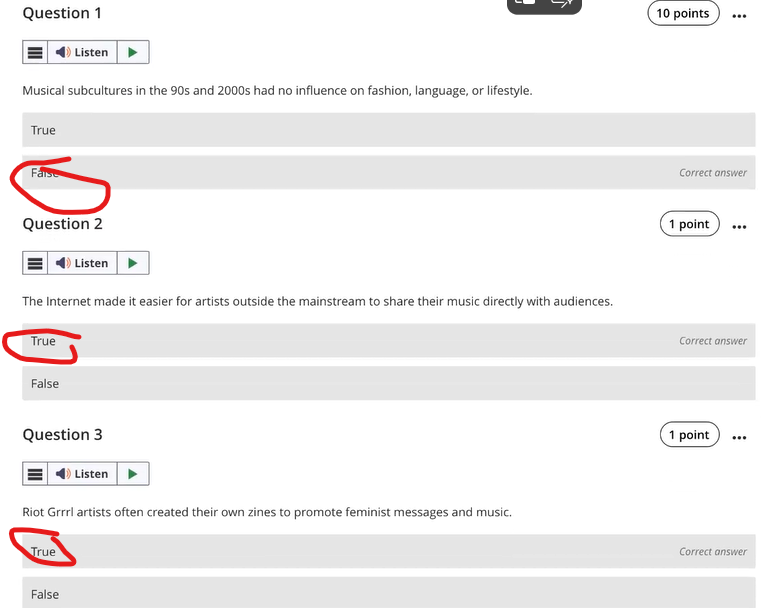 Question 1
10 points
Listen
Musical subcultures in the 90s and 2000s had no influence on fashion, language, or lifestyle.
True
False
Correct answer
Question 2
1 point
Listen
The Internet made it easier for artists outside the mainstream to share their music directly with audiences.
True
Correct answer
False
Question 3
1 point
Listen
Riot Grrrl artists often created their own zines to promote feminist messages and music.
True
Correct answer
False